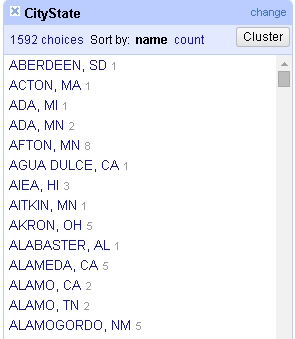 CityState change
1592 choices Sort by: name count Cluster
ABERDEEN, SD 1
ACTON, MA 1
ADA, MI 1
ADA, MN 2
AFTON, MN 8
AGUA DULCE, CA 1
AIEA, HI 3
AITKIN, MN 1
AKRON, OH 5
ALABASTER, AL 1
ALAMEDA, CA 5
ALAMO, CA 2
ALAMO, TN 2
ALAMOGORDO, NM 5